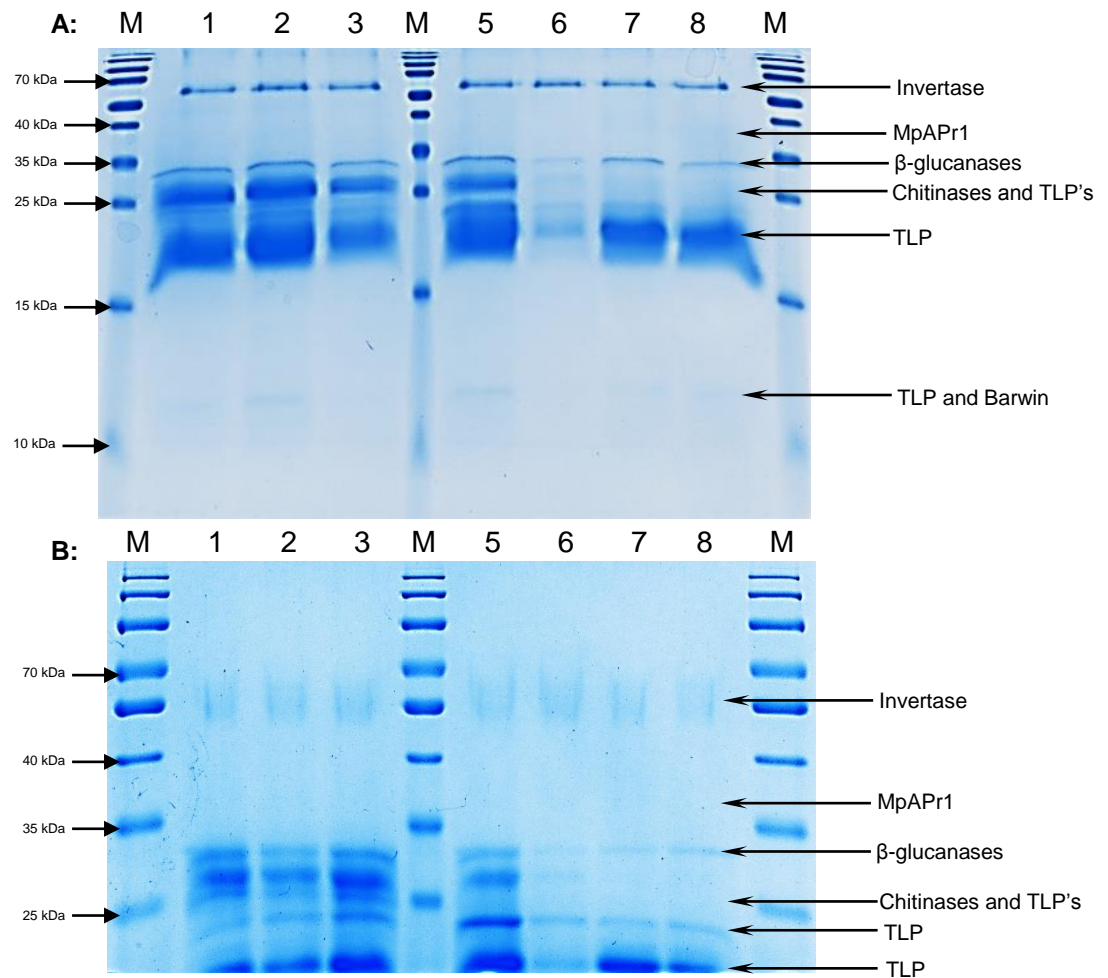 A: M 1 2 3 M 5 6 7 8 M
70 kDa
Invertase
40 kDa
MpAPr1
35 kDa
β-glucanases
Chitinases and TLP's
25 kDa
TLP
15 kDa
TLP and Barwin
10 kDa
B: M 1 2 3 M 5 6 7 8 M
70 kDa
Invertase
40 kDa
MpAPr1
35 kDa
β-glucanases
Chitinases and TLP's
25 kDa
TLP
TLP